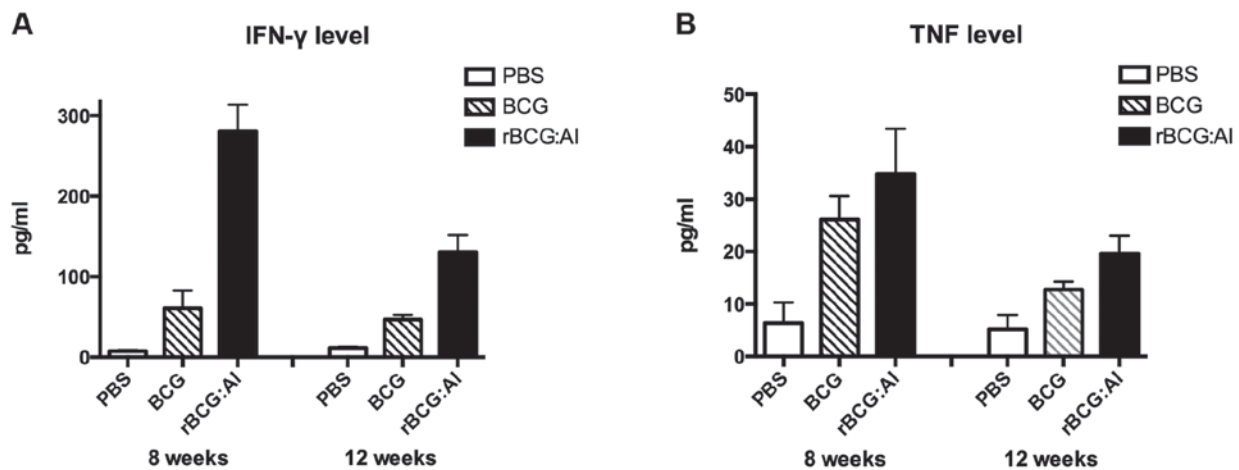 A
IFN-γ level
PBS
BCG
rBCG:AI
300
200
100
0
pg/ml
PBS
BCG
rBCG:AI
PBS
BCG
rBCG:AI
8 weeks
12 weeks
B
TNF level
PBS
BCG
rBCG:AI
50
40
30
20
10
0
pg/ml
PBS
BCG
rBCG:AI
PBS
BCG
rBCG:AI
8 weeks
12 weeks